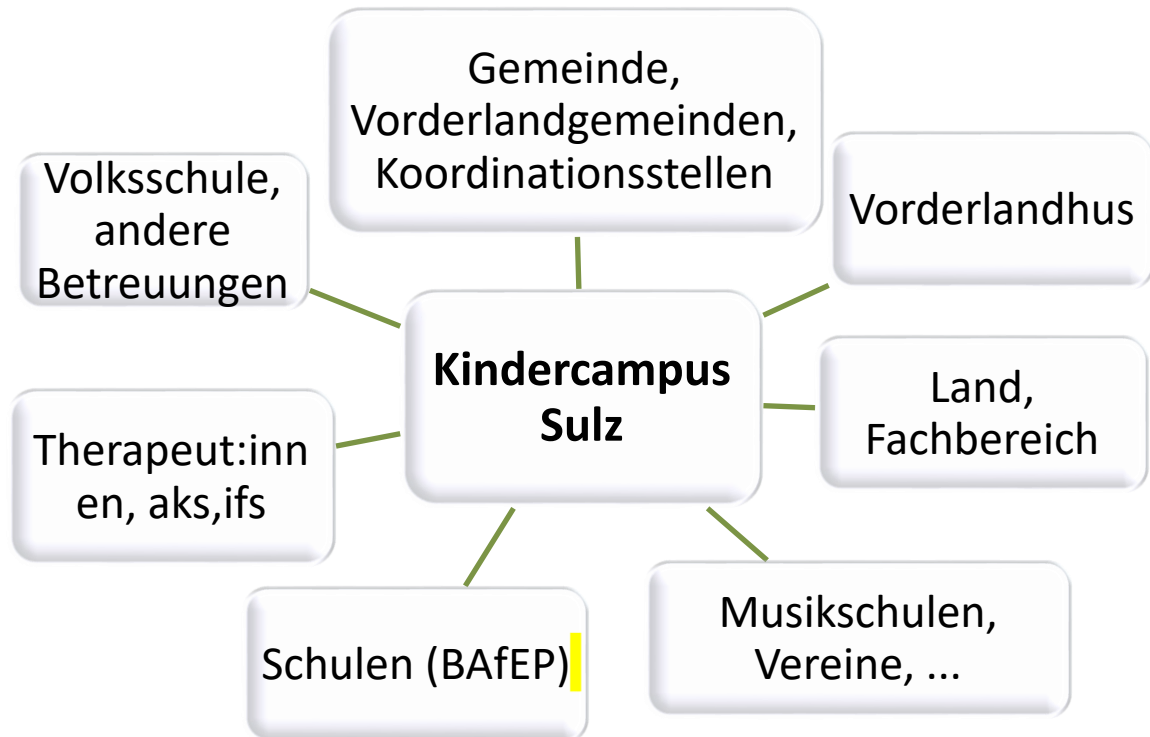 Gemeinde,
Vorderlandgemeinden,
Koordinationsstellen
Volksschule,
andere
Betreuungen
Vorderlandhus
Kindercampus
Sulz
Land,
Fachbereich
Therapeut:inn
en, aks,ifs
Schulen (BAfEP)
Musikschulen,
Vereine, ...